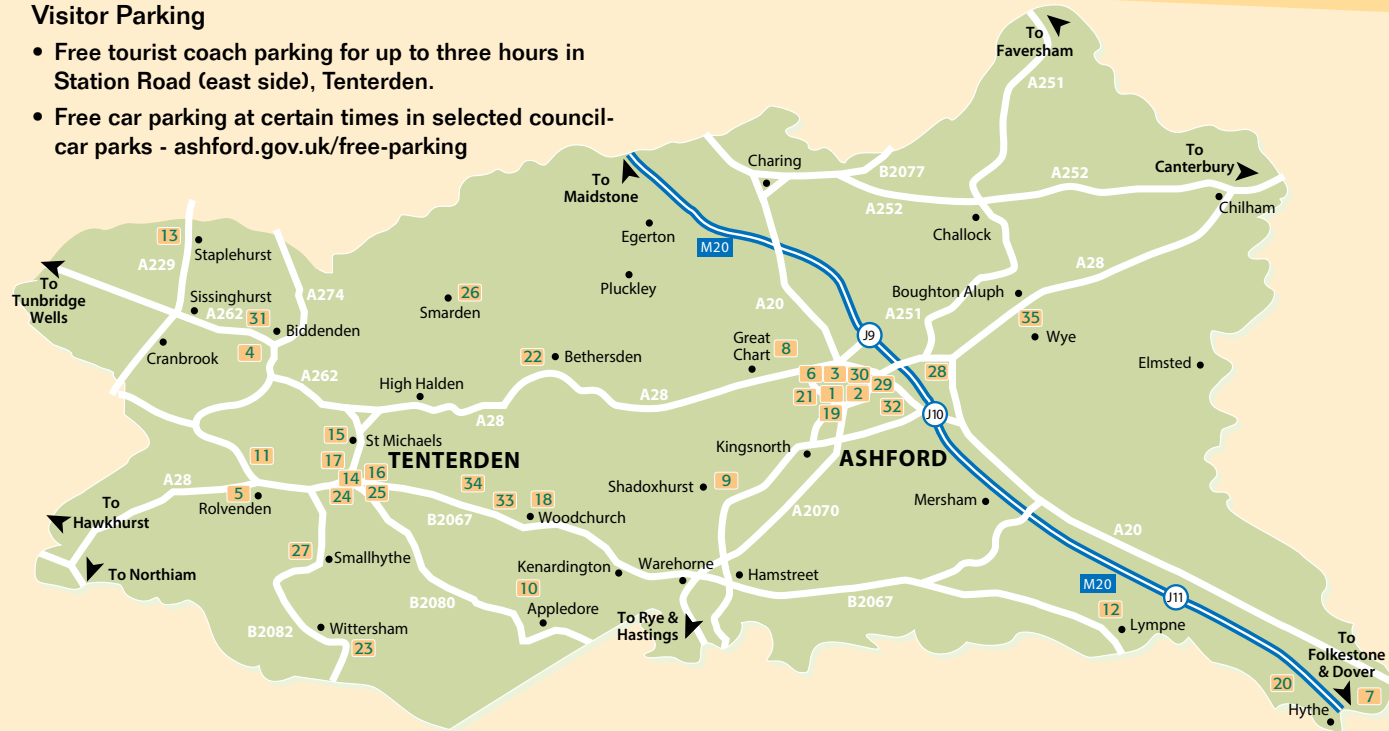 Visitor Parking
• Free tourist coach parking for up to three hours in
Station Road (east side), Tenterden.
• Free car parking at certain times in selected council-
car parks - ashford.gov.uk/free-parking
To
Faversham
A251
To
Canterbury
Charing
B2077
A252
A252
Chilham
To
Maidstone
Egerton
M20
Challock
13
Staplehurst
A229
To
Tunbridge
Wells
Sissinghurst
A262
A274
31
Biddenden
Cranbrook
4
26
Smarden
Pluckley
A20
Boughton Aluph
A28
A251
35
Wye
J9
Great
Chart
8
22
Bethersden
Elmsted
A262
High Halden
A28
A28
6
3
30
29
28
21
1
2
32
19
J10
15
St Michaels
17
TENTERDEN
Kingsnorth
ASHFORD
11
14
16
A28
5
Rolvenden
24
25
34
33
18
Woodchurch
Shadoxhurst
9
Mersham
A2070
A20
To
Hawkhurst
B2067
To Northiam
27
Smallhythe
Kenardington
Warehorne
Hamstreet
10
Appledore
B2080
B2067
M20
J11
12
Lympne
B2082
Wittersham
23
To Rye &
Hastings
To
Folkestone
& Dover
20
7
Hythe